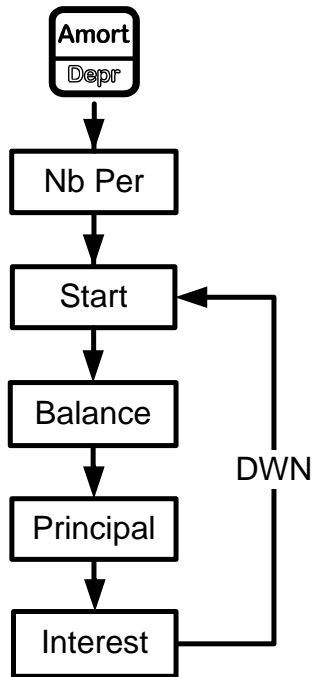 Amort
Depr
Nb Per
Start
Balance
DWN
Principal
Interest